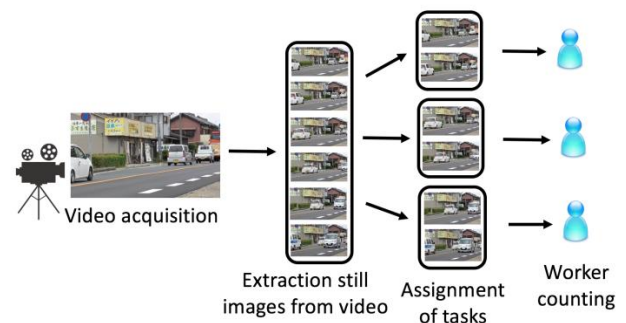 Video acquisition
Extraction still
images from video
Assignment
of tasks
Worker
counting